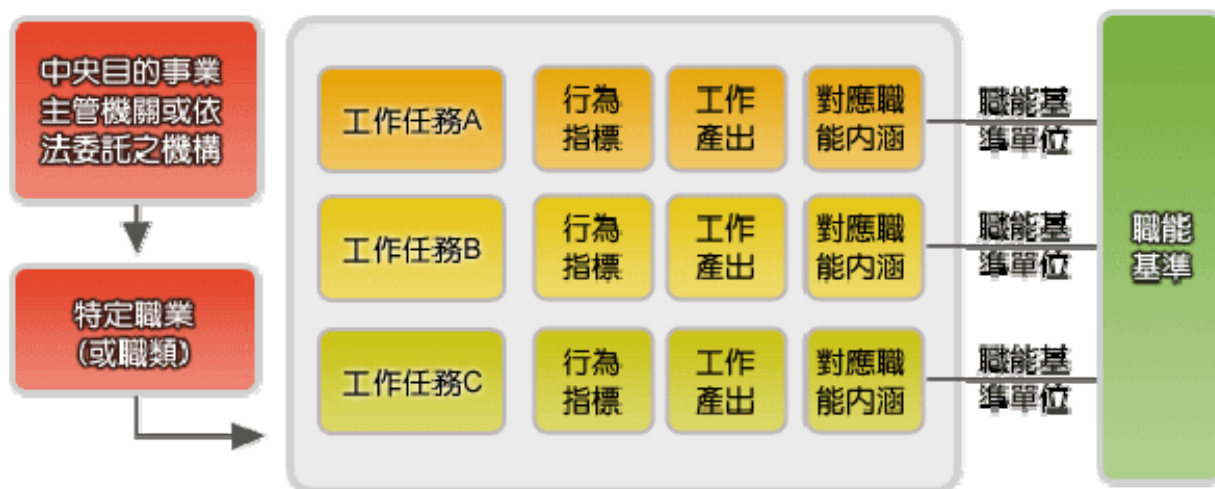 中央目的事業
主管機關或依
法委託之機構
特定職業
(或職類)
工作任務A
行為
指標
工作
產出
對應職
能內涵
職能基
準單位
工作任務B
行為
指標
工作
產出
對應職
能內涵
職能基
準單位
工作任務C
行為
指標
工作
產出
對應職
能內涵
職能基
準單位
職能
基準